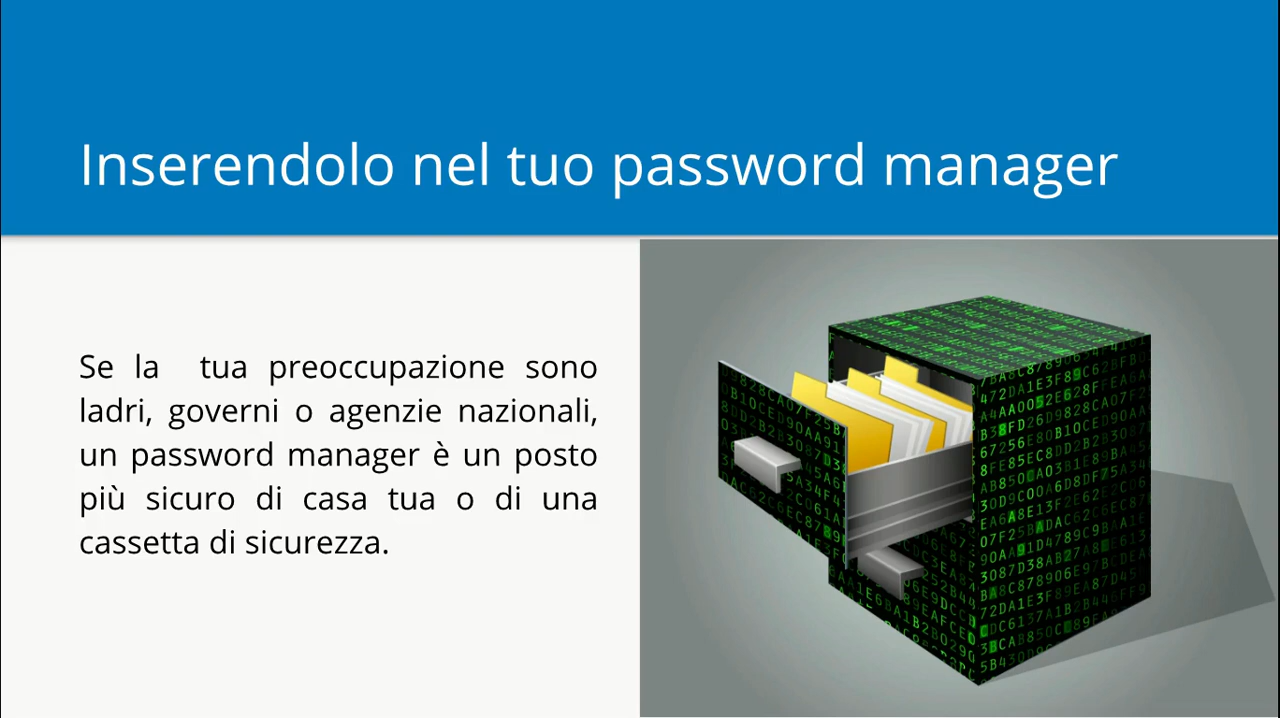 Inserendolo nel tuo password manager
Se la tua preoccupazione sono
ladri, governi o agenzie nazionali,
un password manager è un posto
più sicuro di casa tua o di una
cassetta di sicurezza.